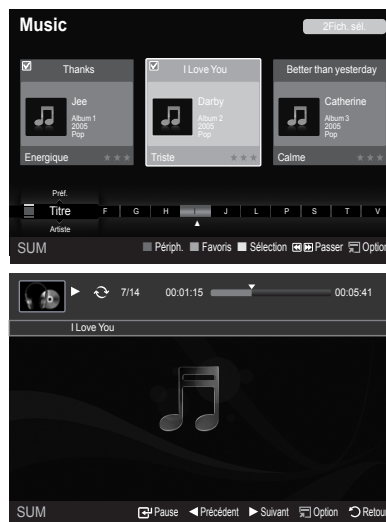 Music
2Fich. sél.
Thanks
I Love You
Better than yesterday
Jee
Album 1
2005
Pop
Darby
Album 2
2005
Pop
Catherine
Album 3
2005
Pop
Energique
Triste
Calme
Préf.
Titre F G H I J L P S T V
Artiste
SUM Périph. Favoris Sélection Passer Option
7/14 00:01:15 00:05:41
I Love You
SUM Pause Précédent Suivant Option Retour